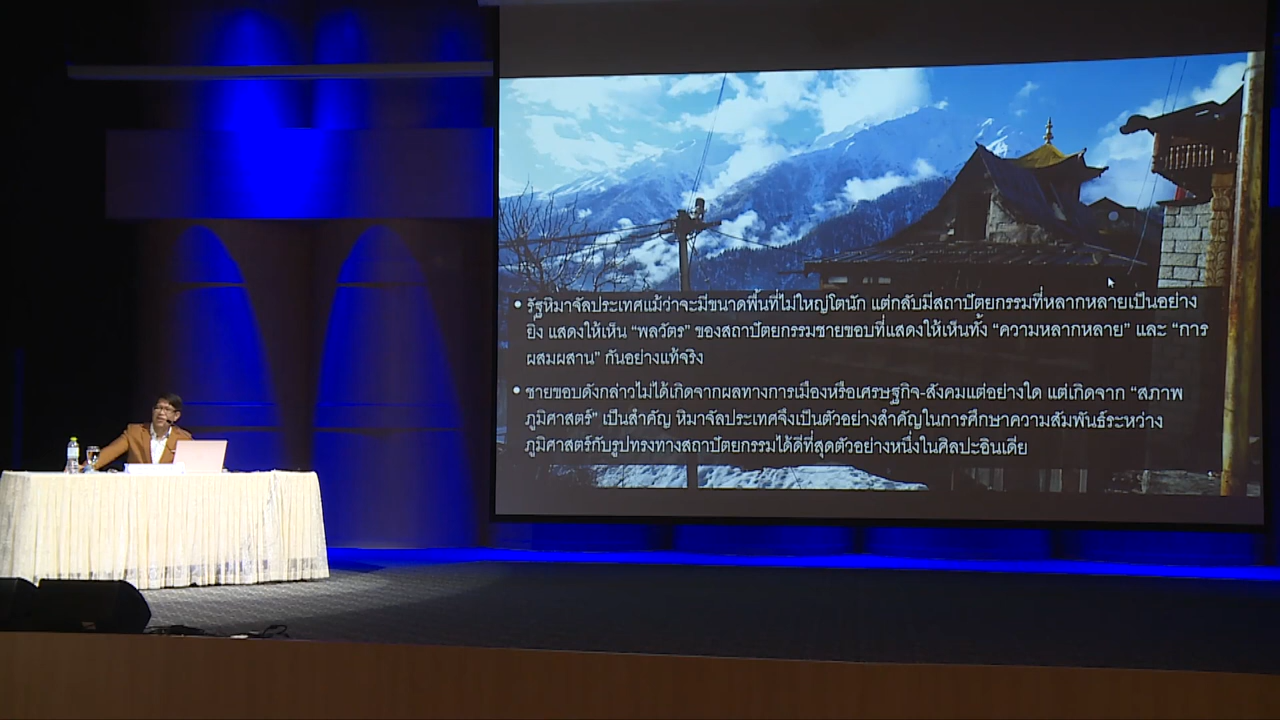 • รัฐหิมาจัลประเทศแม้ว่าจะมีขนาดพื้นที่ไม่ใหญ่โตนัก แต่กลับมีสถาปัตยกรรมที่หลากหลายเป็นอย่าง
ยิ่ง แสดงให้เห็น “พลวัตร” ของสถาปัตยกรรมชายขอบที่แสดงให้เห็นทั้ง “ความหลากหลาย” และ “การ
ผสมผสาน” กันอย่างแท้จริง
• ชายขอบดังกล่าวไม่ได้เกิดจากผลทางการเมืองหรือเศรษฐกิจ-สังคมแต่อย่างใด แต่เกิดจาก “สภาพ
ภูมิศาสตร์” เป็นสำคัญ หิมาจัลประเทศจึงเป็นตัวอย่างสำคัญในการศึกษาความสัมพันธ์ระหว่าง
ภูมิศาสตร์กับรูปทรงทางสถาปัตยกรรมได้ดีที่สุดตัวอย่างหนึ่งในศิลปะอินเดีย